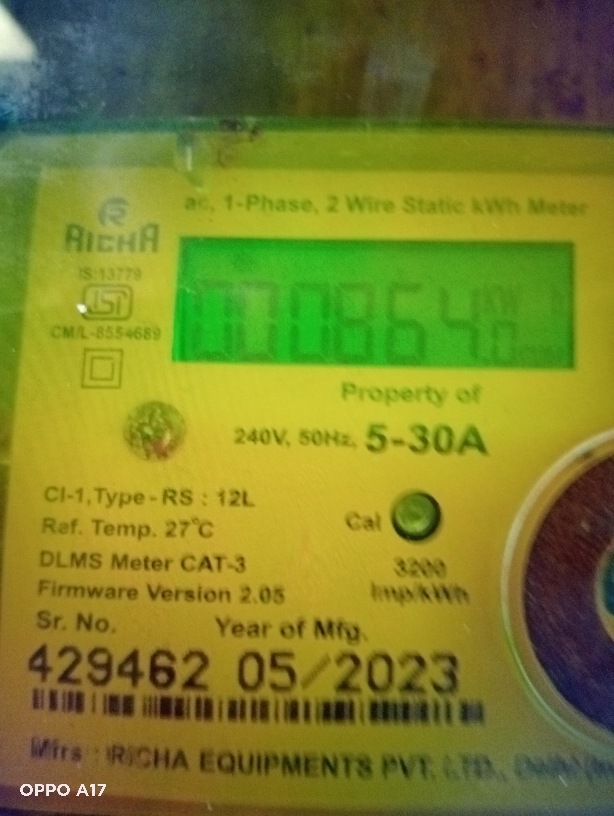 ac, 1-Phase, 2 Wire Static kWh Meter
RICHA
IS:13779
ISI
CM/L-8554689
000864
Property of
240V, 50Hz, 5-30A
Cl-1, Type-RS : 12L
Ref. Temp. 27°C
Cal
DLMS Meter CAT-3
3200
Firmware Version 2.05
Imp/kWh
Sr. No. Year of Mfg.
429462 05/2023
Mfrs : RICHA EQUIPMENTS PVT. LTD.,
OPPO A17